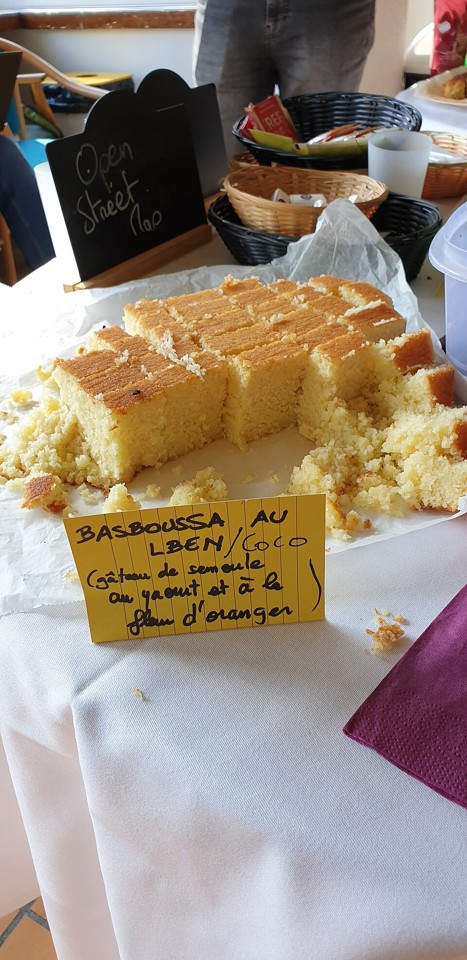 Open
Street
Map
BASBOUSSA AU
LBEN/COCO
(gâteau de semoule
au yaourt et à la
fleur d'oranger)